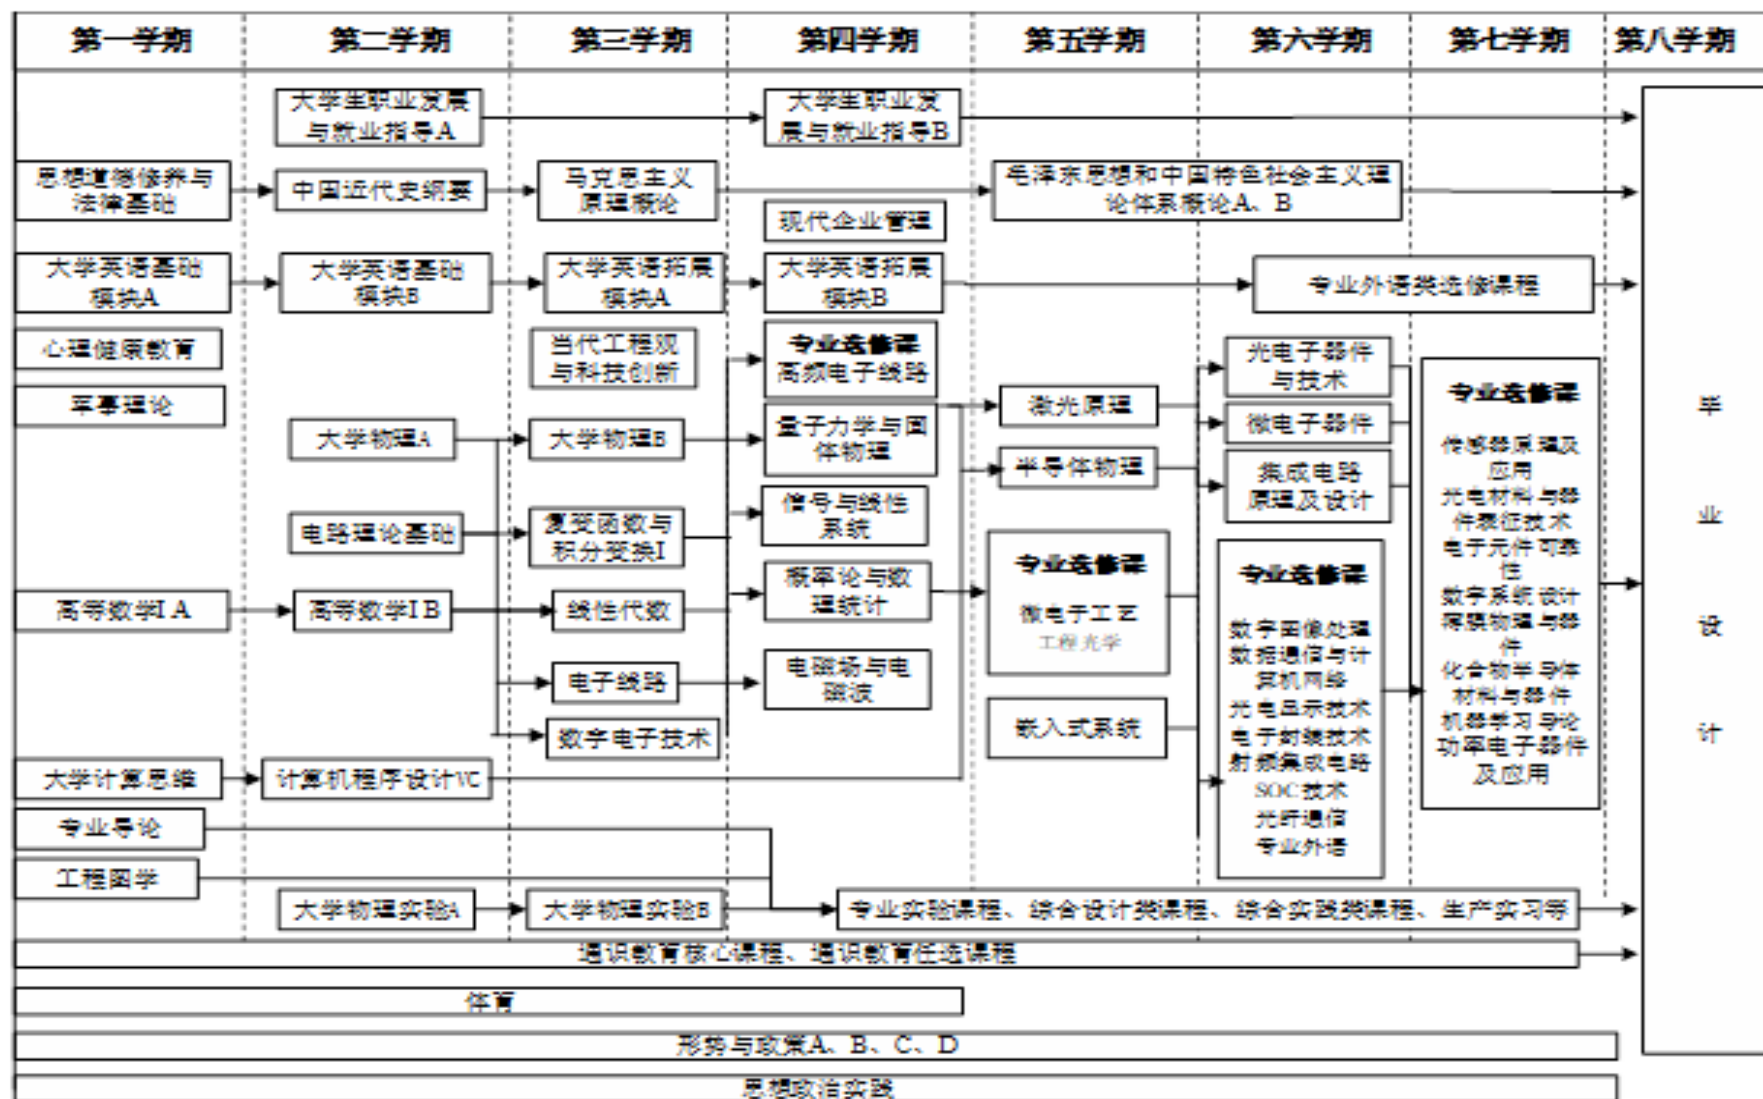 第一学期
第二学期
第三学期
第四学期
第五学期
第六学期
第七学期
第八学期
大学生职业发展
与就业指导A
大学生职业发
展与就业指导B
思想道德修养与
法律基础
中国近代史纲要
马克思主义
原理概论
毛泽东思想和中国特色社会主义理
论体系概论A、B
现代企业管理
大学英语基础
模块A
大学英语基础
模块B
大学英语拓展
模块A
大学英语拓展
模块B
专业外语类选修课程
心理健康教育
当代工程观
与科技创新
专业选修课
高频电子线路
军事理论
大学物理A
大学物理B
量子力学与固
体物理
激光原理
半导体物理
光电子器件
与技术
微电子器件
集成电路
原理及设计
电路理论基础
复变函数与
积分变换I
信号与线性
系统
高等数学I A
高等数学I B
线性代数
概率论与数
理统计
电子线路
电磁场与电
磁波
数字电子技术
专业选修课
微电子工艺
工程光学
嵌入式系统
专业选修课
数字图像处理
数据通信与计
算机网络
光电显示技术
电子封装技术
射频集成电路
SOC技术
光纤通信
专业外语
专业选修课
传感器原理及
应用
光电材料与器
件表征技术
电子元件可靠
性
数字系统设计
薄膜物理与器
件
化合物半导体
材料与器件
机器学习导论
功率电子器件
及应用
毕
业
设
计
大学计算思维
计算机程序设计VC
专业导论
工程图学
大学物理实验A
大学物理实验B
专业实验课程、综合设计类课程、综合实践类课程、生产实习等
通识教育核心课程、通识教育任选课程
体育
形势与政策A、B、C、D
思想政治实践